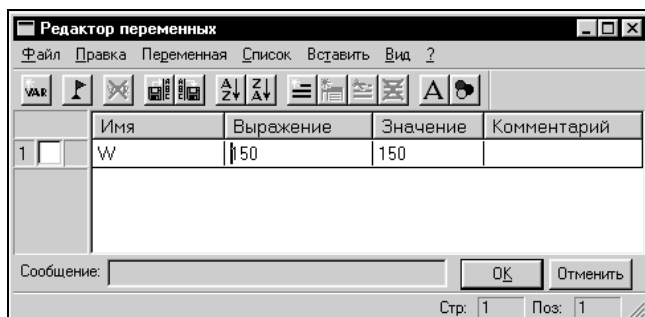 Редактор переменных
Файл Правка Переменная Список Вставить Вид ?
VAR A Z Z A A
Имя Выражение Значение Комментарий
1 W 150 150
Сообщение: OK Отменить
Стр: 1 Поз: 1